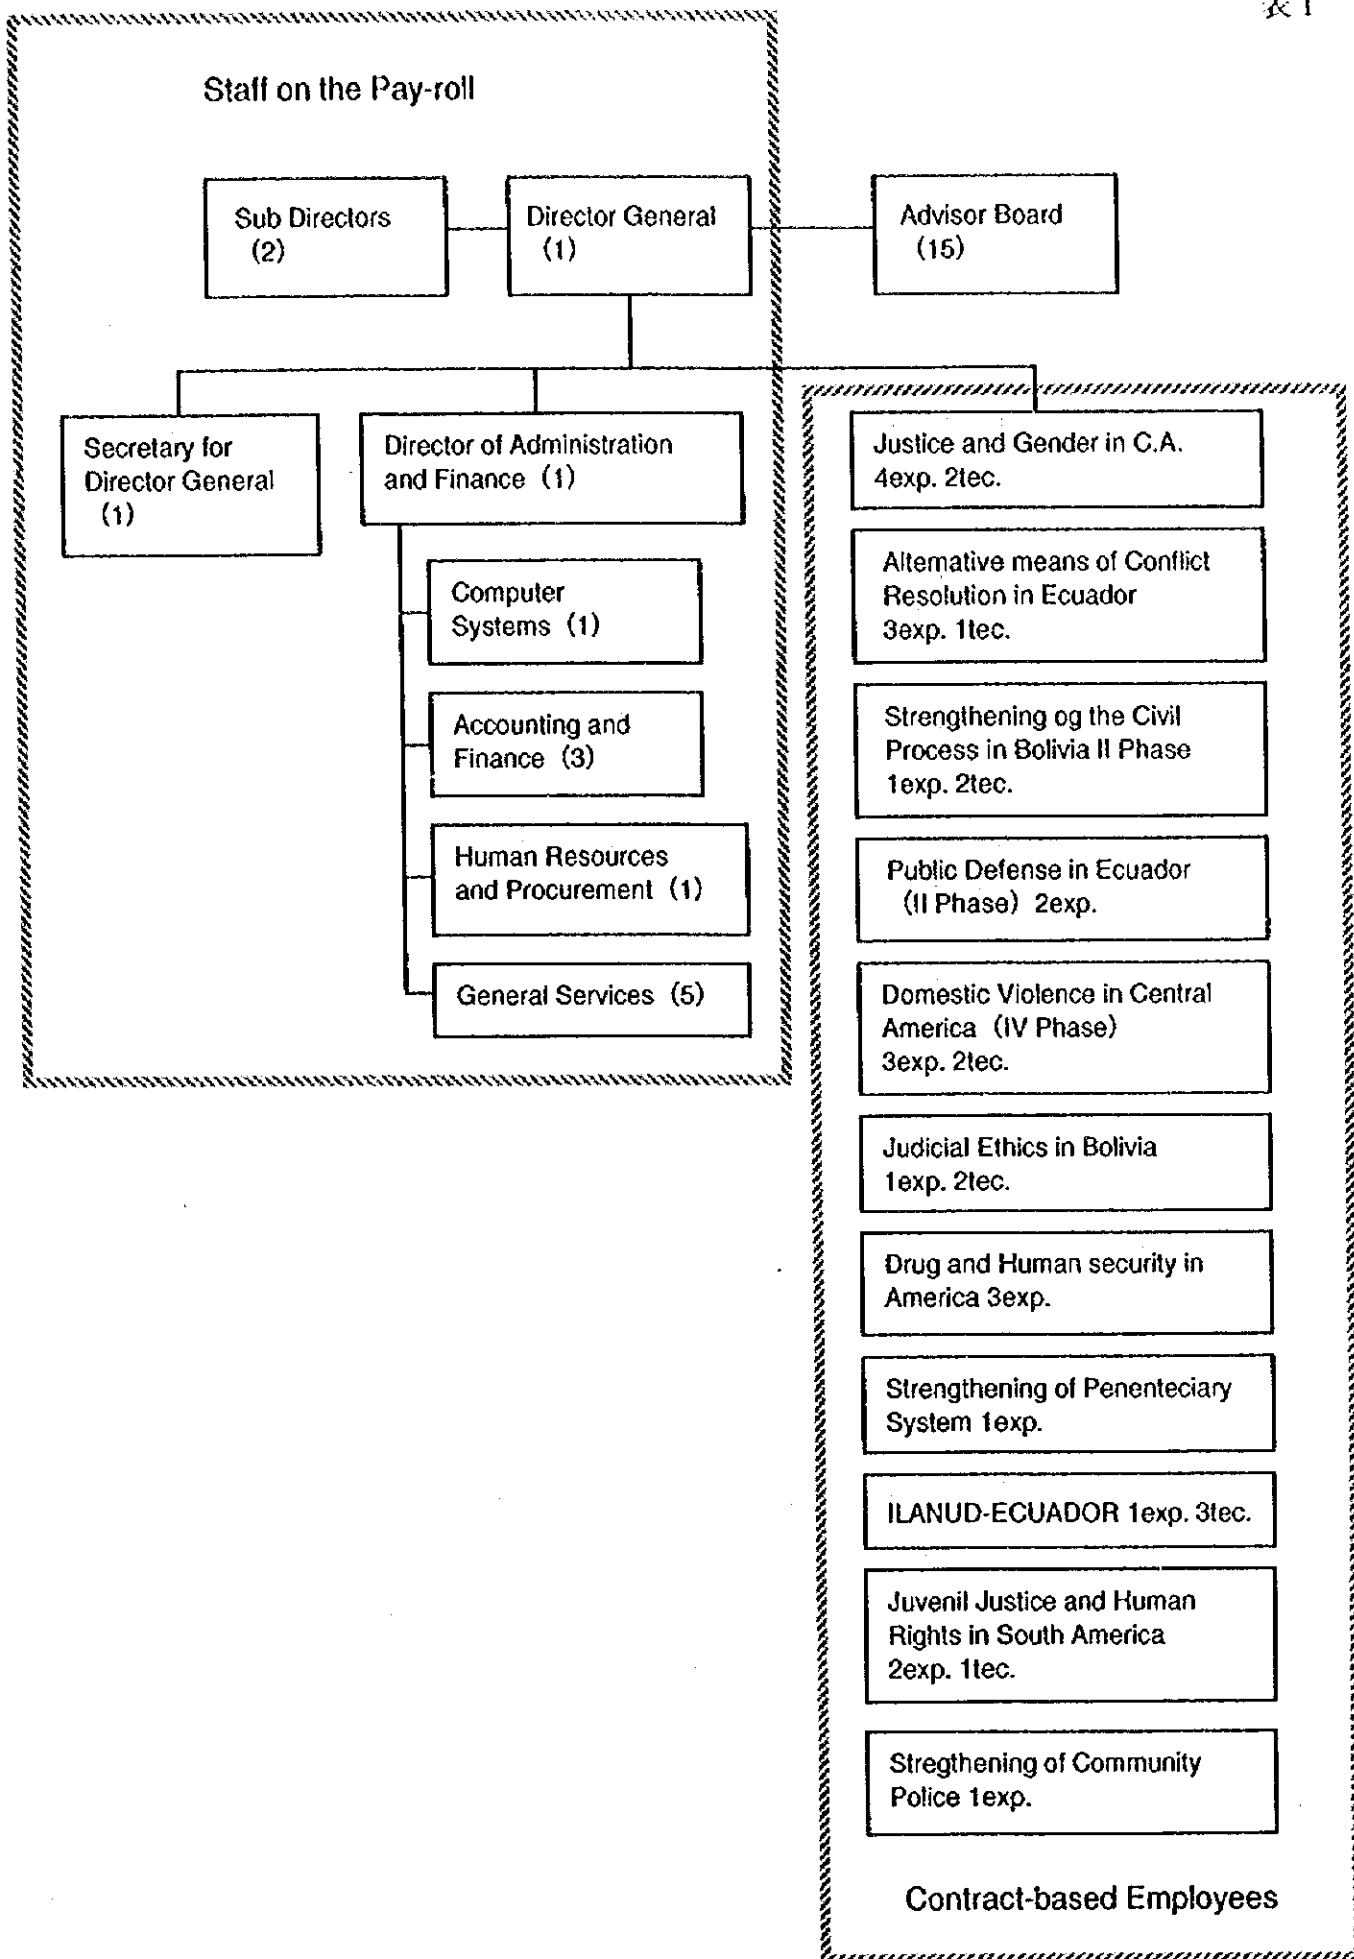 表 1
Staff on the Pay-roll
Sub Directors
(2)
Director General
(1)
Advisor Board
(15)
Secretary for
Director General
(1)
Director of Administration
and Finance (1)
Computer
Systems (1)
Accounting and
Finance (3)
Human Resources
and Procurement (1)
General Services (5)
Justice and Gender in C.A.
4exp. 2tec.
Alternative means of Conflict
Resolution in Ecuador
3exp. 1tec.
Strengthening og the Civil
Process in Bolivia II Phase
1exp. 2tec.
Public Defense in Ecuador
(II Phase) 2exp.
Domestic Violence in Central
America (IV Phase)
3exp. 2tec.
Judicial Ethics in Bolivia
1exp. 2tec.
Drug and Human security in
America 3exp.
Strengthening of Penenteciary
System 1exp.
ILANUD-ECUADOR 1exp. 3tec.
Juvenil Justice and Human
Rights in South America
2exp. 1tec.
Stregthening of Community
Police 1exp.
Contract-based Employees